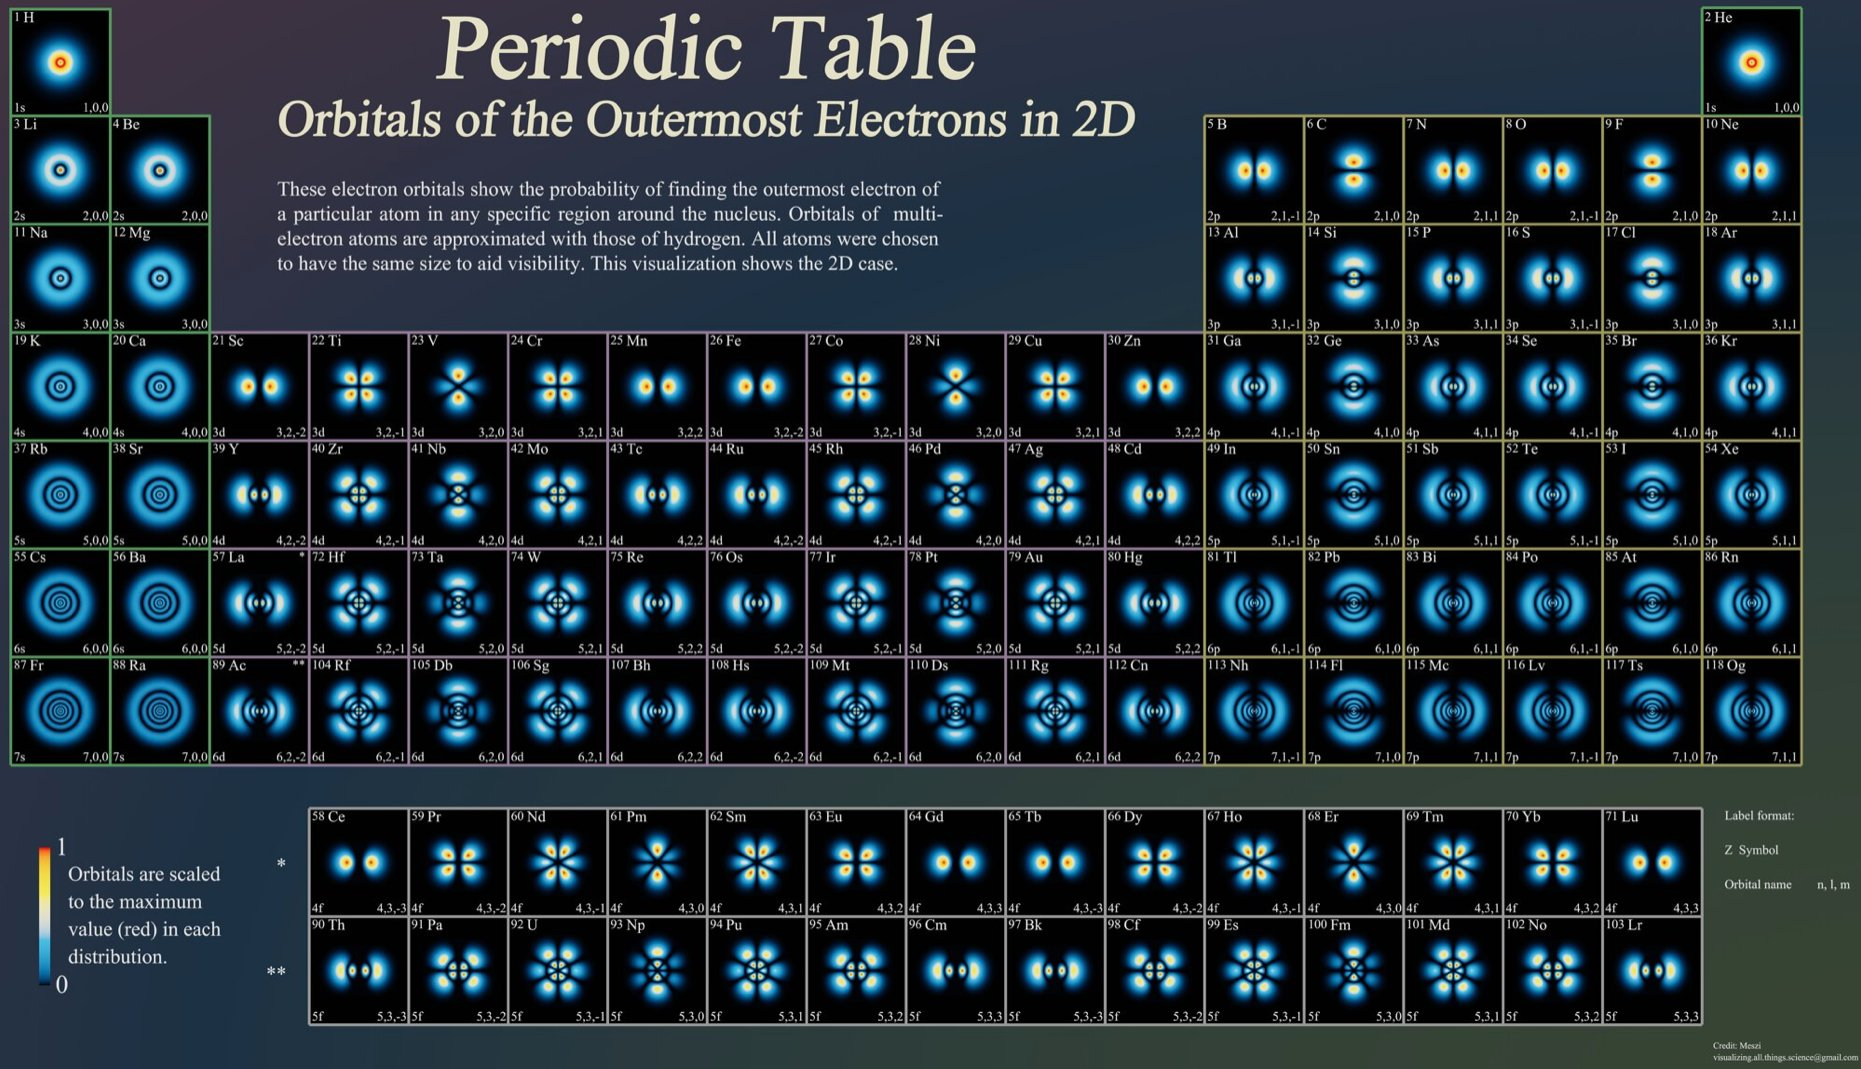 Periodic Table
Orbitals of the Outermost Electrons in 2D
These electron orbitals show the probability of finding the outermost electron of
a particular atom in any specific region around the nucleus. Orbitals of multi-
electron atoms are approximated with those of hydrogen. All atoms were chosen
to have the same size to aid visibility. This visualization shows the 2D case.
1 H 2 He
1s 1,0,0 1s 1,0,0
3 Li 4 Be 5 B 6 C 7 N 8 O 9 F 10 Ne
2s 2,0,0 2s 2,0,0 2p 2,1,-1 2p 2,1,0 2p 2,1,1 2p 2,1,-1 2p 2,1,0 2p 2,1,1
11 Na 12 Mg 13 Al 14 Si 15 P 16 S 17 Cl 18 Ar
3s 3,0,0 3s 3,0,0 3p 3,1,-1 3p 3,1,0 3p 3,1,1 3p 3,1,-1 3p 3,1,0 3p 3,1,1
19 K 20 Ca 21 Sc 22 Ti 23 V 24 Cr 25 Mn 26 Fe 27 Co 28 Ni 29 Cu 30 Zn 31 Ga 32 Ge 33 As 34 Se 35 Br 36 Kr
4s 4,0,0 4s 4,0,0 3d 3,2,-2 3d 3,2,-1 3d 3,2,0 3d 3,2,1 3d 3,2,2 3d 3,2,-2 3d 3,2,-1 3d 3,2,0 3d 3,2,1 3d 3,2,2 4p 4,1,-1 4p 4,1,0 4p 4,1,1 4p 4,1,-1 4p 4,1,0 4p 4,1,1
37 Rb 38 Sr 39 Y 40 Zr 41 Nb 42 Mo 43 Tc 44 Ru 45 Rh 46 Pd 47 Ag 48 Cd 49 In 50 Sn 51 Sb 52 Te 53 I 54 Xe
5s 5,0,0 5s 5,0,0 4d 4,2,-2 4d 4,2,-1 4d 4,2,0 4d 4,2,1 4d 4,2,2 4d 4,2,-2 4d 4,2,-1 4d 4,2,0 4d 4,2,1 4d 4,2,2 5p 5,1,-1 5p 5,1,0 5p 5,1,1 5p 5,1,-1 5p 5,1,0 5p 5,1,1
55 Cs 56 Ba 57 La * 72 Hf 73 Ta 74 W 75 Re 76 Os 77 Ir 78 Pt 79 Au 80 Hg 81 Tl 82 Pb 83 Bi 84 Po 85 At 86 Rn
6s 6,0,0 6s 6,0,0 5d 5,2,-2 5d 5,2,-1 5d 5,2,0 5d 5,2,1 5d 5,2,2 5d 5,2,-2 5d 5,2,-1 5d 5,2,0 5d 5,2,1 5d 5,2,2 6p 6,1,-1 6p 6,1,0 6p 6,1,1 6p 6,1,-1 6p 6,1,0 6p 6,1,1
87 Fr 88 Ra 89 Ac ** 104 Rf 105 Db 106 Sg 107 Bh 108 Hs 109 Mt 110 Ds 111 Rg 112 Cn 113 Nh 114 Fl 115 Mc 116 Lv 117 Ts 118 Og
7s 7,0,0 7s 7,0,0 6d 6,2,-2 6d 6,2,-1 6d 6,2,0 6d 6,2,1 6d 6,2,2 6d 6,2,-2 6d 6,2,-1 6d 6,2,0 6d 6,2,1 6d 6,2,2 7p 7,1,-1 7p 7,1,0 7p 7,1,1 7p 7,1,-1 7p 7,1,0 7p 7,1,1
1
Orbitals are scaled
to the maximum
value (red) in each
distribution.
0
*
58 Ce 59 Pr 60 Nd 61 Pm 62 Sm 63 Eu 64 Gd 65 Tb 66 Dy 67 Ho 68 Er 69 Tm 70 Yb 71 Lu
4f 4,3,-3 4f 4,3,-2 4f 4,3,-1 4f 4,3,0 4f 4,3,1 4f 4,3,2 4f 4,3,3 4f 4,3,-3 4f 4,3,-2 4f 4,3,-1 4f 4,3,0 4f 4,3,1 4f 4,3,2 4f 4,3,3
**
90 Th 91 Pa 92 U 93 Np 94 Pu 95 Am 96 Cm 97 Bk 98 Cf 99 Es 100 Fm 101 Md 102 No 103 Lr
5f 5,3,-3 5f 5,3,-2 5f 5,3,-1 5f 5,3,0 5f 5,3,1 5f 5,3,2 5f 5,3,3 5f 5,3,-3 5f 5,3,-2 5f 5,3,-1 5f 5,3,0 5f 5,3,1 5f 5,3,2 5f 5,3,3
Label format:
Z Symbol
Orbital name n, l, m
Credit: Meszi
visualizing.all.things.science@gmail.com